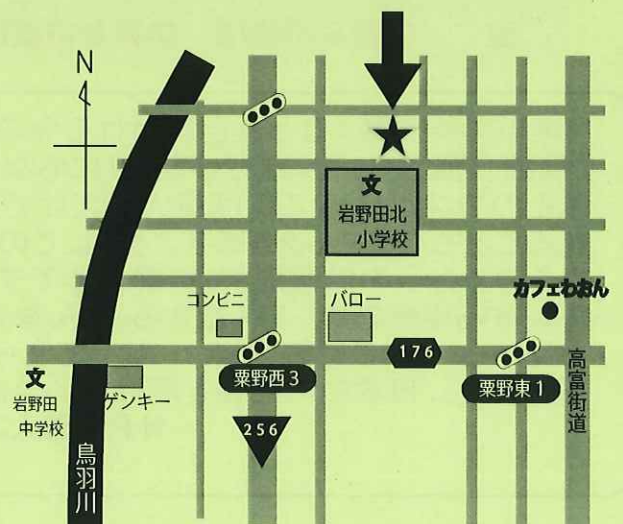 N
文
岩野田北
小学校
コンビニ
バロー
カフェわおん
176
粟野西3
粟野東1
256
文
岩野田
中学校
ゲンキー
鳥羽川
高富街道